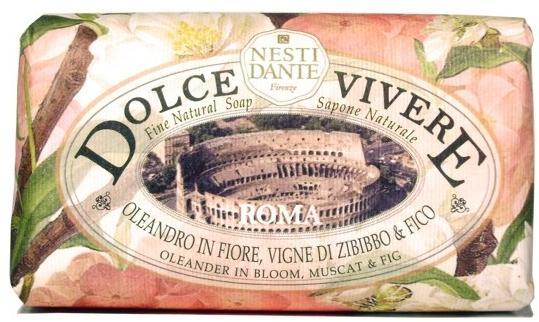 NESTI
DANTE
Firenze
DOLCE VIVERE
Fine Natural Soap
Sapone Naturale
ROMA
OLEANDRO IN FIORE, VIGNE DI ZIBIBBO & FICO
OLEANDER IN BLOOM, MUSCAT & FIG